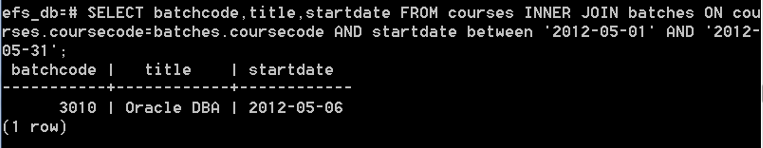 efs_db=# SELECT batchcode,title,startdate FROM courses INNER JOIN batches ON cou
rses.coursecode=batches.coursecode AND startdate between '2012-05-01' AND '2012-
05-31';
 batchcode |   title    | startdate
-----------+------------+------------
      3010 | Oracle DBA | 2012-05-06
(1 row)